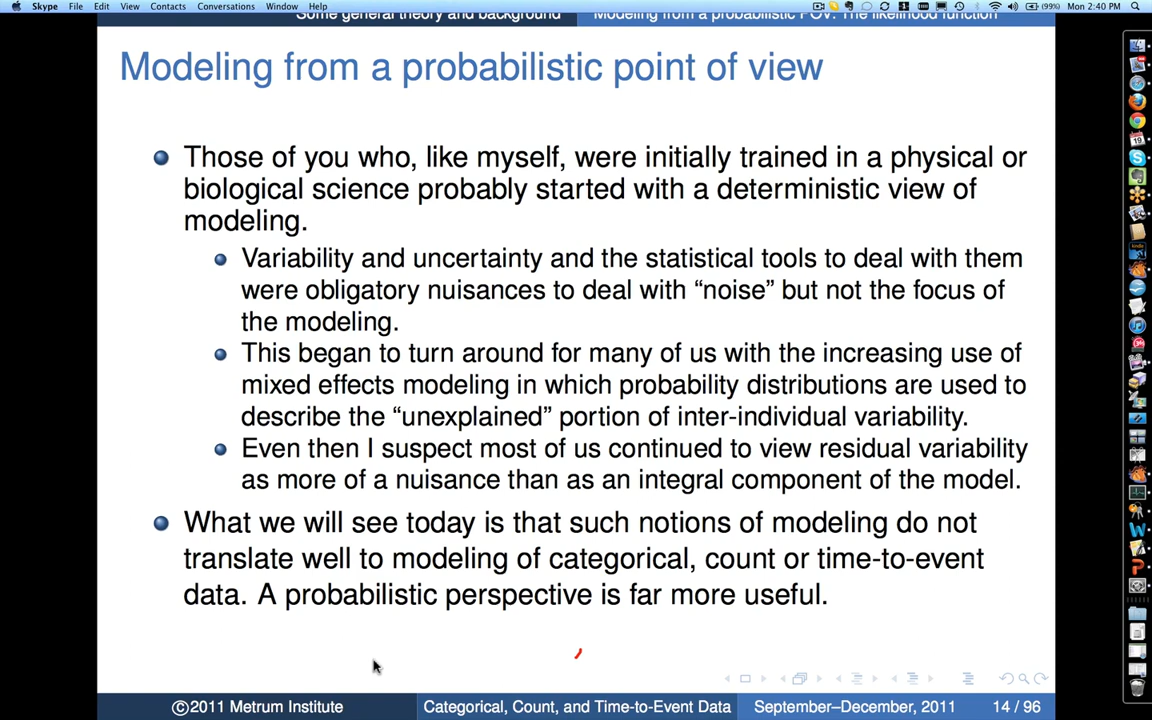 Skype File Edit View Contacts Conversations Window Help (99%) Mon 2:40 PM
Some general theory and background Modeling from a probabilistic POV: The likelihood function
Modeling from a probabilistic point of view
Those of you who, like myself, were initially trained in a physical or
biological science probably started with a deterministic view of
modeling.
Variability and uncertainty and the statistical tools to deal with them
were obligatory nuisances to deal with “noise” but not the focus of
the modeling.
This began to turn around for many of us with the increasing use of
mixed effects modeling in which probability distributions are used to
describe the “unexplained” portion of inter-individual variability.
Even then I suspect most of us continued to view residual variability
as more of a nuisance than as an integral component of the model.
What we will see today is that such notions of modeling do not
translate well to modeling of categorical, count or time-to-event
data. A probabilistic perspective is far more useful.
©2011 Metrum Institute Categorical, Count, and Time-to-Event Data September–December, 2011 14 / 96